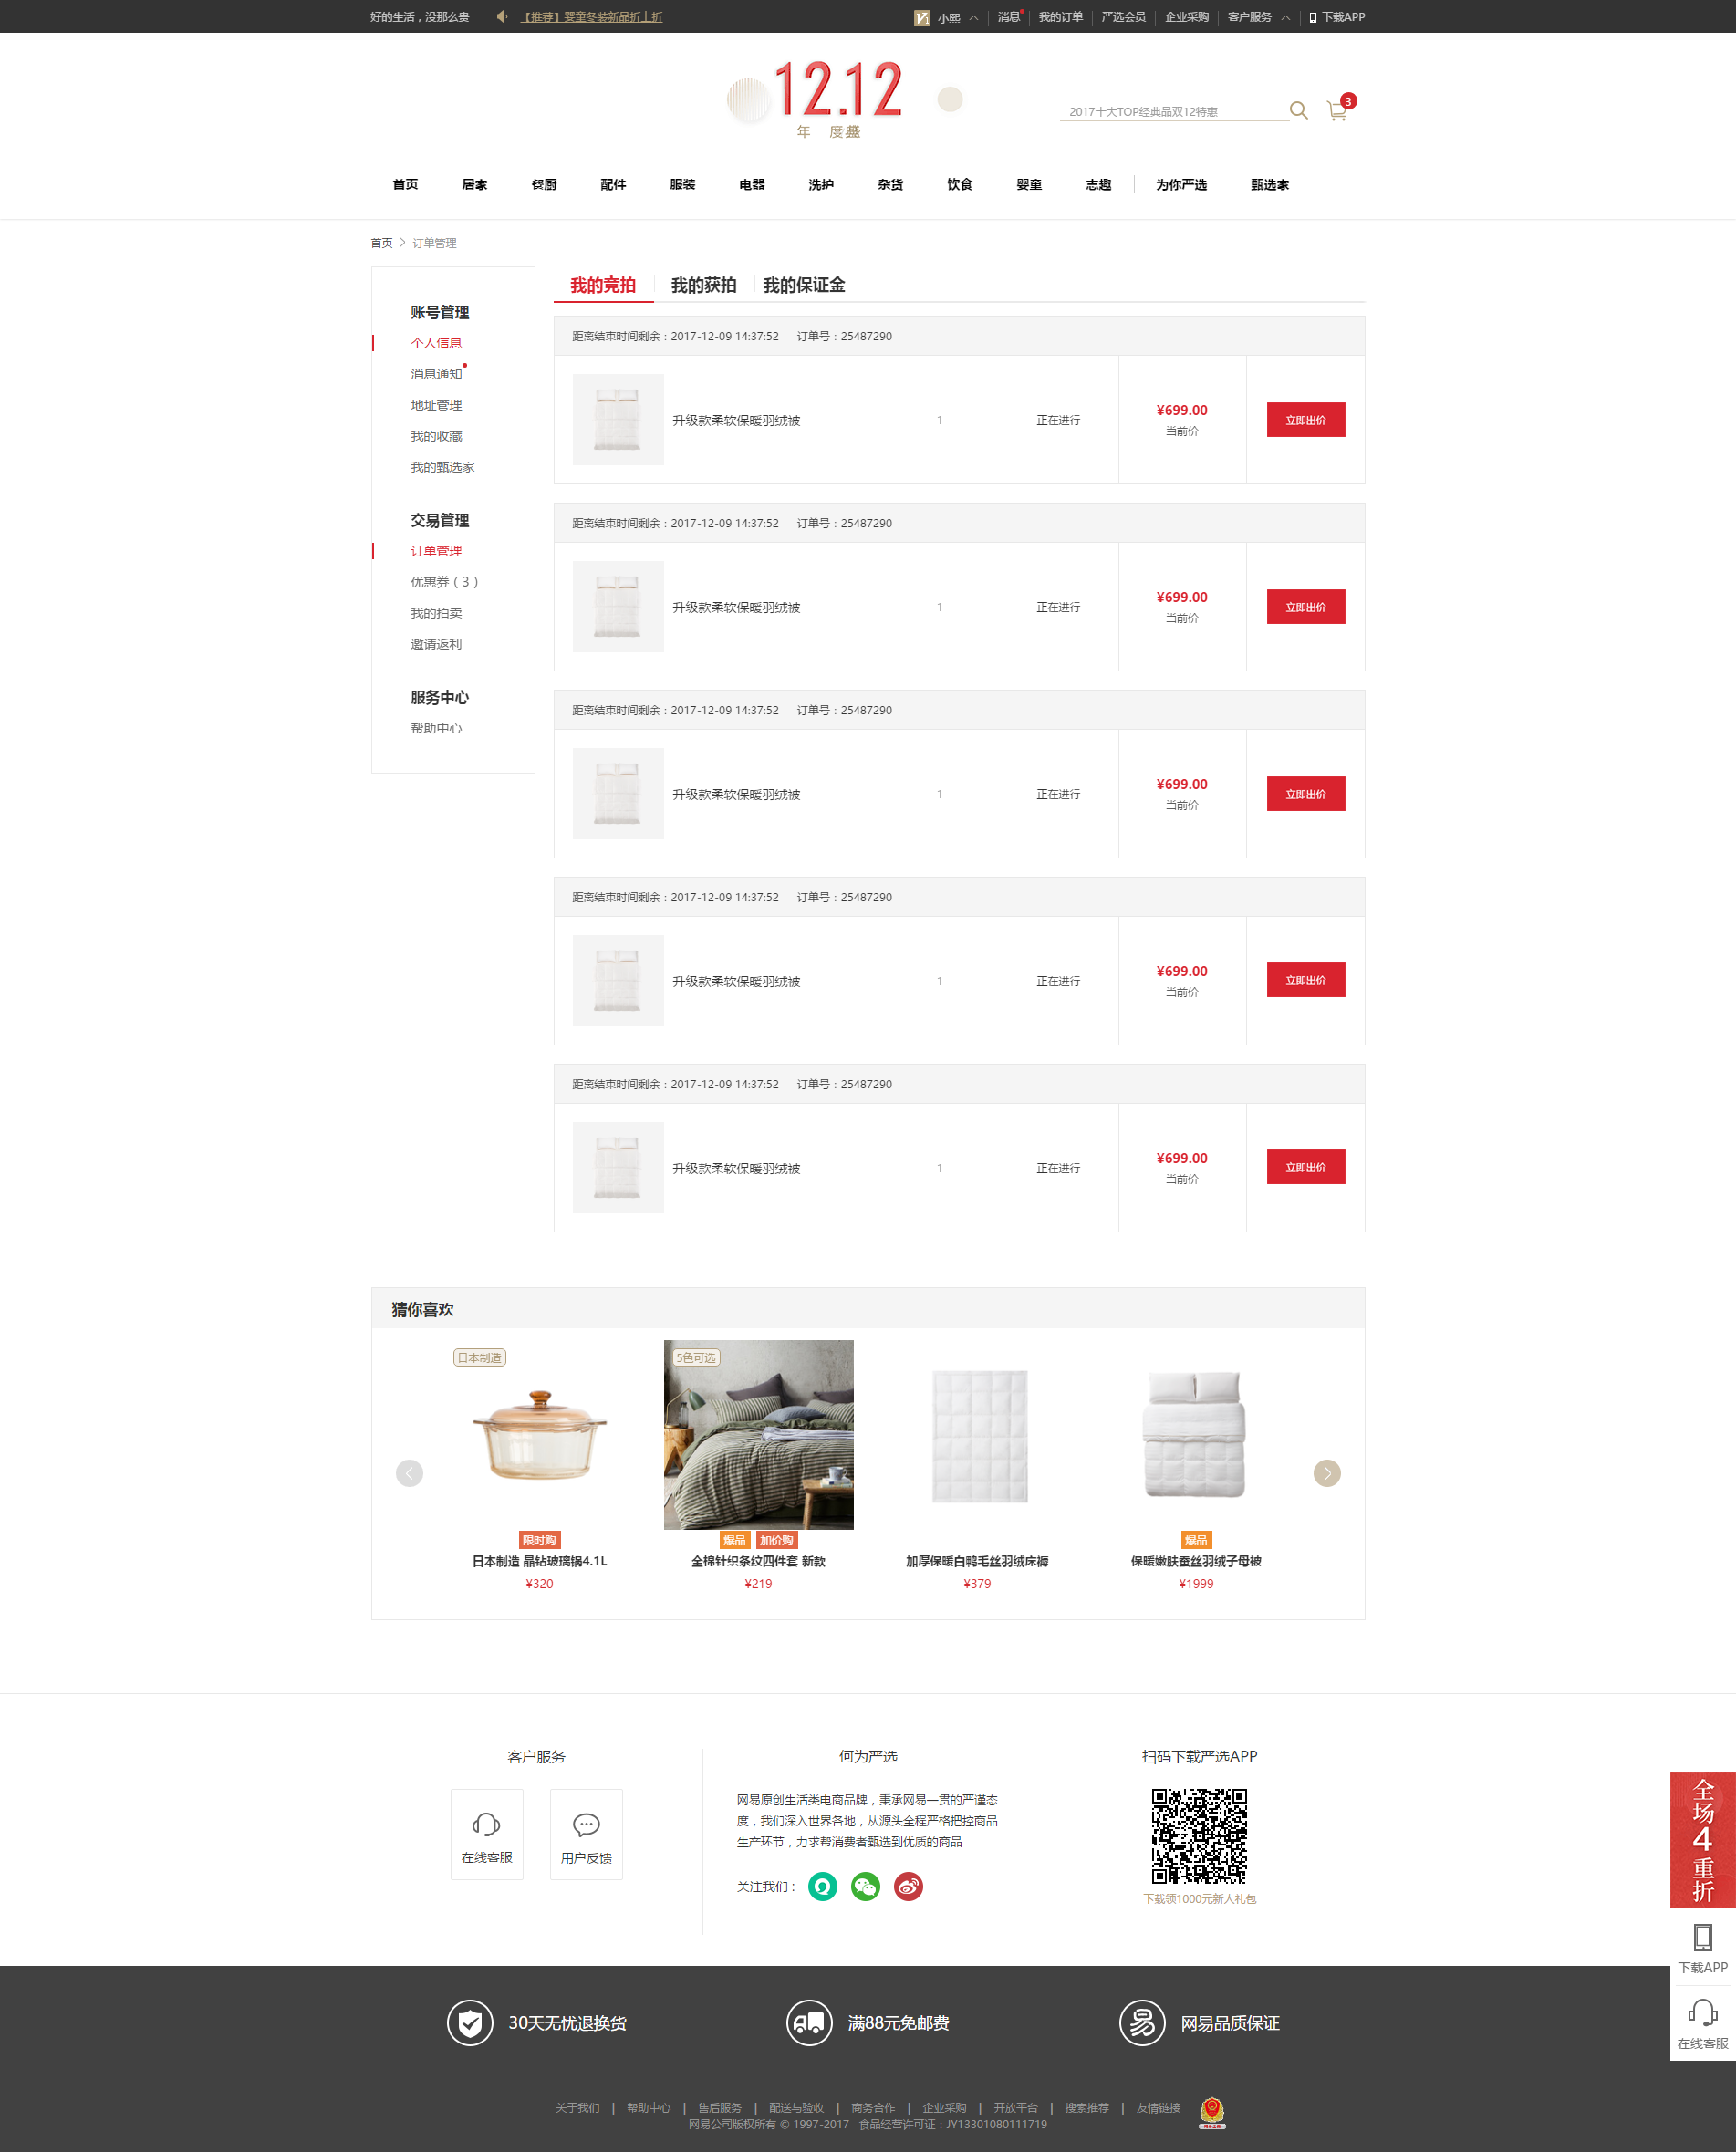 好的生活，没那么贵
【推荐】婴童冬装新品折上折
V1 小熙
消息
我的订单
严选会员
企业采购
客户服务
下载APP
12.12
年 度盛
2017十大TOP经典品双12特惠
3
首页 居家 餐厨 配件 服装 电器 洗护 杂货 饮食 婴童 志趣 为你严选 甄选家
首页 > 订单管理
账号管理
个人信息
消息通知
地址管理
我的收藏
我的甄选家
交易管理
订单管理
优惠券（3）
我的拍卖
邀请返利
服务中心
帮助中心
我的竞拍 我的获拍 我的保证金
距离结束时间剩余：2017-12-09 14:37:52 订单号：25487290
升级款柔软保暖羽绒被 1 正在进行 ¥699.00 立即出价
当前价
距离结束时间剩余：2017-12-09 14:37:52 订单号：25487290
升级款柔软保暖羽绒被 1 正在进行 ¥699.00 立即出价
当前价
距离结束时间剩余：2017-12-09 14:37:52 订单号：25487290
升级款柔软保暖羽绒被 1 正在进行 ¥699.00 立即出价
当前价
距离结束时间剩余：2017-12-09 14:37:52 订单号：25487290
升级款柔软保暖羽绒被 1 正在进行 ¥699.00 立即出价
当前价
距离结束时间剩余：2017-12-09 14:37:52 订单号：25487290
升级款柔软保暖羽绒被 1 正在进行 ¥699.00 立即出价
当前价
猜你喜欢
日本制造
限时购
日本制造 晶钻玻璃锅4.1L
¥320
5色可选
爆品 加价购
全棉针织条纹四件套 新款
¥219
加厚保暖白鸭毛丝羽绒床褥
¥379
爆品
保暖嫩肤蚕丝羽绒子母被
¥1999
客户服务
在线客服
用户反馈
何为严选
网易原创生活类电商品牌，秉承网易一贯的严谨态
度，我们深入世界各地，从源头全程严格把控商品
生产环节，力求帮消费者甄选到优质的商品
关注我们：
扫码下载严选APP
下载领1000元新人礼包
全场4重折
下载APP
在线客服
30天无忧退换货
满88元免邮费
易 网易品质保证
关于我们 | 帮助中心 | 售后服务 | 配送与验收 | 商务合作 | 企业采购 | 开放平台 | 搜索推荐 | 友情链接
网易公司版权所有 © 1997-2017 食品经营许可证：JY13301080111719